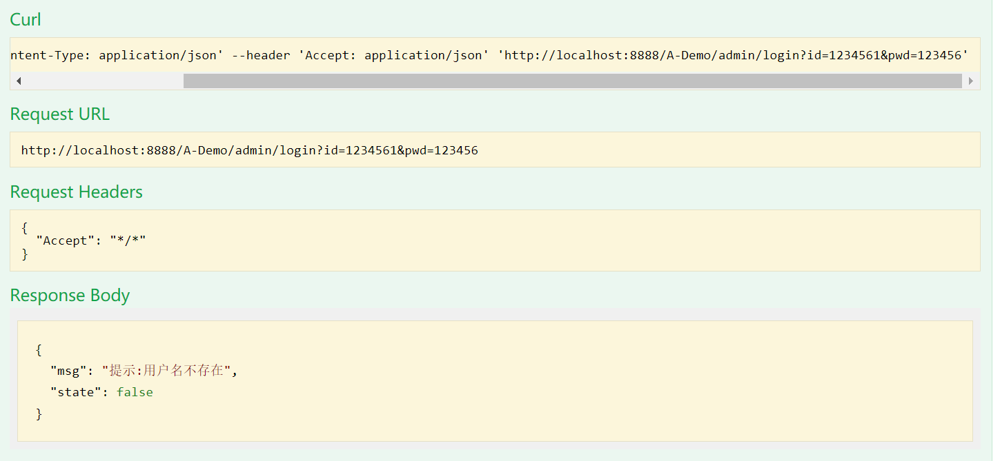 Curl
ntent-Type: application/json' --header 'Accept: application/json' 'http://localhost:8888/A-Demo/admin/login?id=1234561&pwd=123456'
Request URL
http://localhost:8888/A-Demo/admin/login?id=1234561&pwd=123456
Request Headers
{
"Accept": "*/*"
}
Response Body
{
"msg": "提示:用户名不存在",
"state": false
}